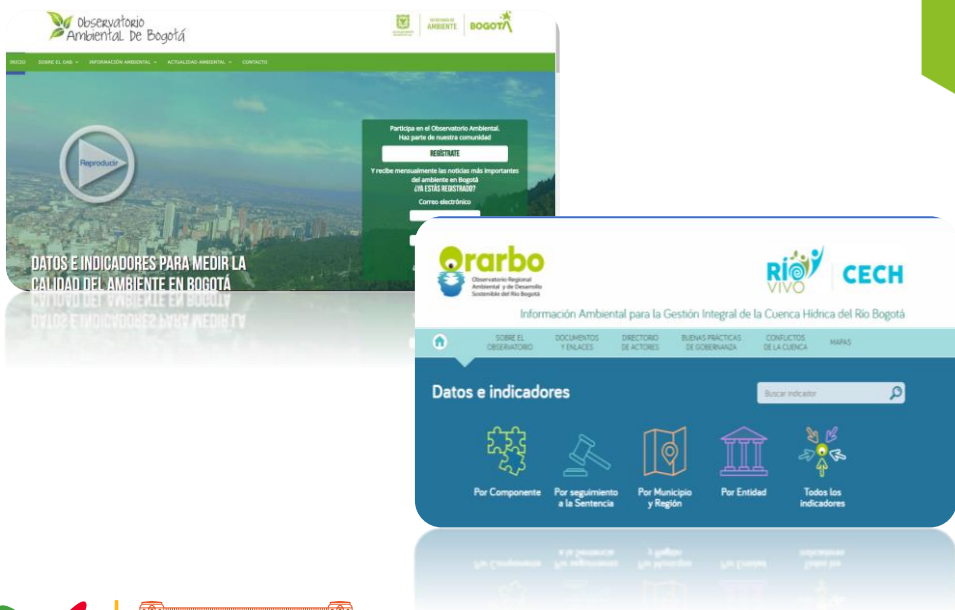 Observatorio
Ambiental De Bogotá
SECRETARÍA DE
AMBIENTE
BOGOTÁ
INICIO SOBRE EL OAB INFORMACIÓN AMBIENTAL ACTUALIDAD AMBIENTAL CONTACTO
Reproducir
DATOS E INDICADORES PARA MEDIR LA
CALIDAD DEL AMBIENTE EN BOGOTÁ
Participa en el Observatorio Ambiental.
Haz parte de nuestra comunidad
REGÍSTRATE
Y recibe mensualmente las noticias más importantes
del ambiente en Bogotá
¿YA ESTÁS REGISTRADO?
Correo electrónico
Orarbo
Observatorio Regional
Ambiental y de Desarrollo
Sostenible del Río Bogotá
RÍO
VIVO
CECH
Información Ambiental para la Gestión Integral de la Cuenca Hídrica del Río Bogotá
SOBRE EL
OBSERVATORIO
DOCUMENTOS
Y ENLACES
DIRECTORIO
DE ACTORES
BUENAS PRÁCTICAS
DE GOBERNANZA
CONFLICTOS
DE LA CUENCA
MAPAS
Datos e indicadores
Buscar indicador
Por Componente
Por seguimiento
a la Sentencia
Por Municipio
y Región
Por Entidad
Todos los
indicadores